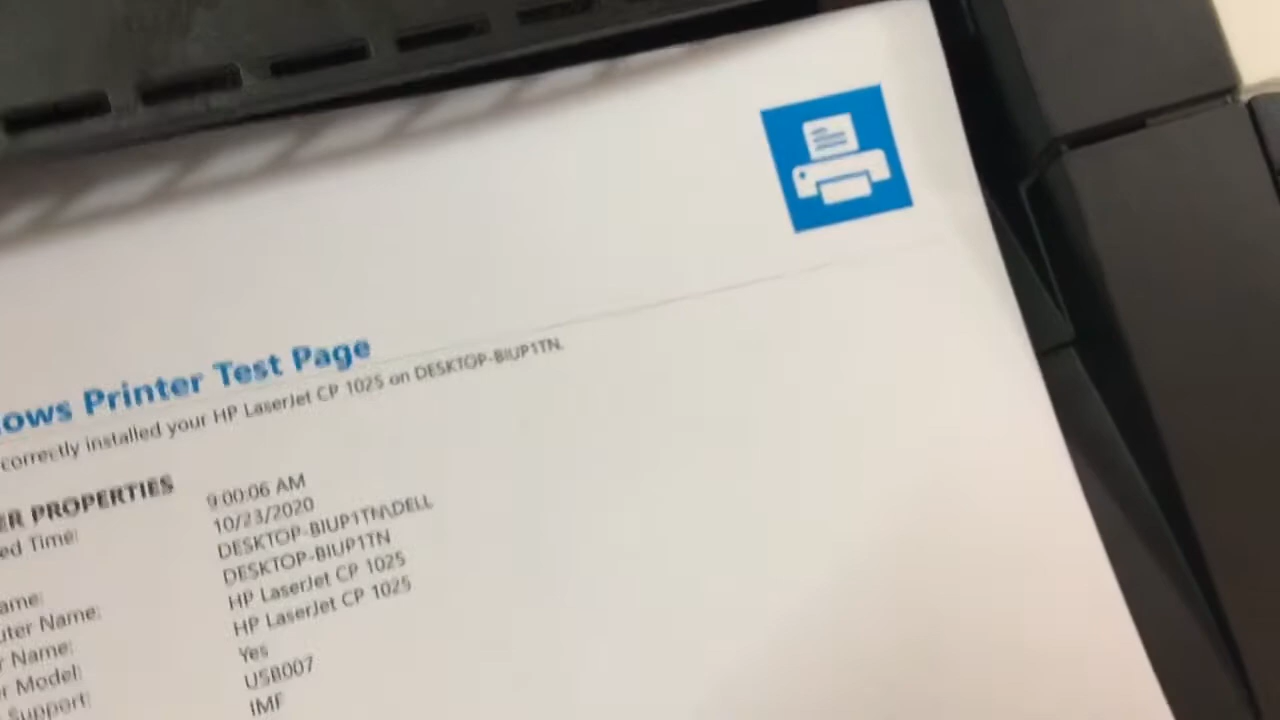 ows Printer Test Page
correctly installed your HP LaserJet CP 1025 on DESKTOP-BIUP1TN.
ER PROPERTIES
ed Time: 9:00:06 AM
10/23/2020
ame: DESKTOP-BIUP1TN\DELL
uter Name: DESKTOP-BIUP1TN
r Name: HP LaserJet CP 1025
r Model: HP LaserJet CP 1025
Support: Yes
USB007
IMF